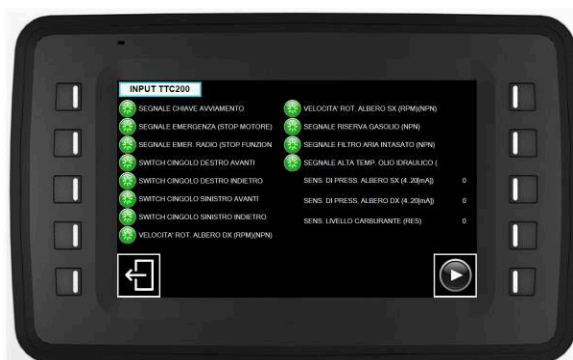 INPUT TTC200
SEGNALE CHIAVE AVVIAMENTO
SEGNALE EMERGENZA (STOP MOTORE)
SEGNALE EMER. RADIO (STOP FUNZION
SWITCH CINGOLO DESTRO AVANTI
SWITCH CINGOLO DESTRO INDIETRO
SWITCH CINGOLO SINISTRO AVANTI
SWITCH CINGOLO SINISTRO INDIETRO
VELOCITA' ROT. ALBERO DX (RPM)(NPN)
VELOCITA' ROT. ALBERO SX (RPM)(NPN)
SEGNALE RISERVA GASOLIO (NPN)
SEGNALE FILTRO ARIA INTASATO (NPN)
SEGNALE ALTA TEMP. OLIO IDRAULICO (
SENS. DI PRESS. ALBERO SX (4..20[mA]) 0
SENS. DI PRESS. ALBERO DX (4..20[mA]) 0
SENS. LIVELLO CARBURANTE (RES) 0